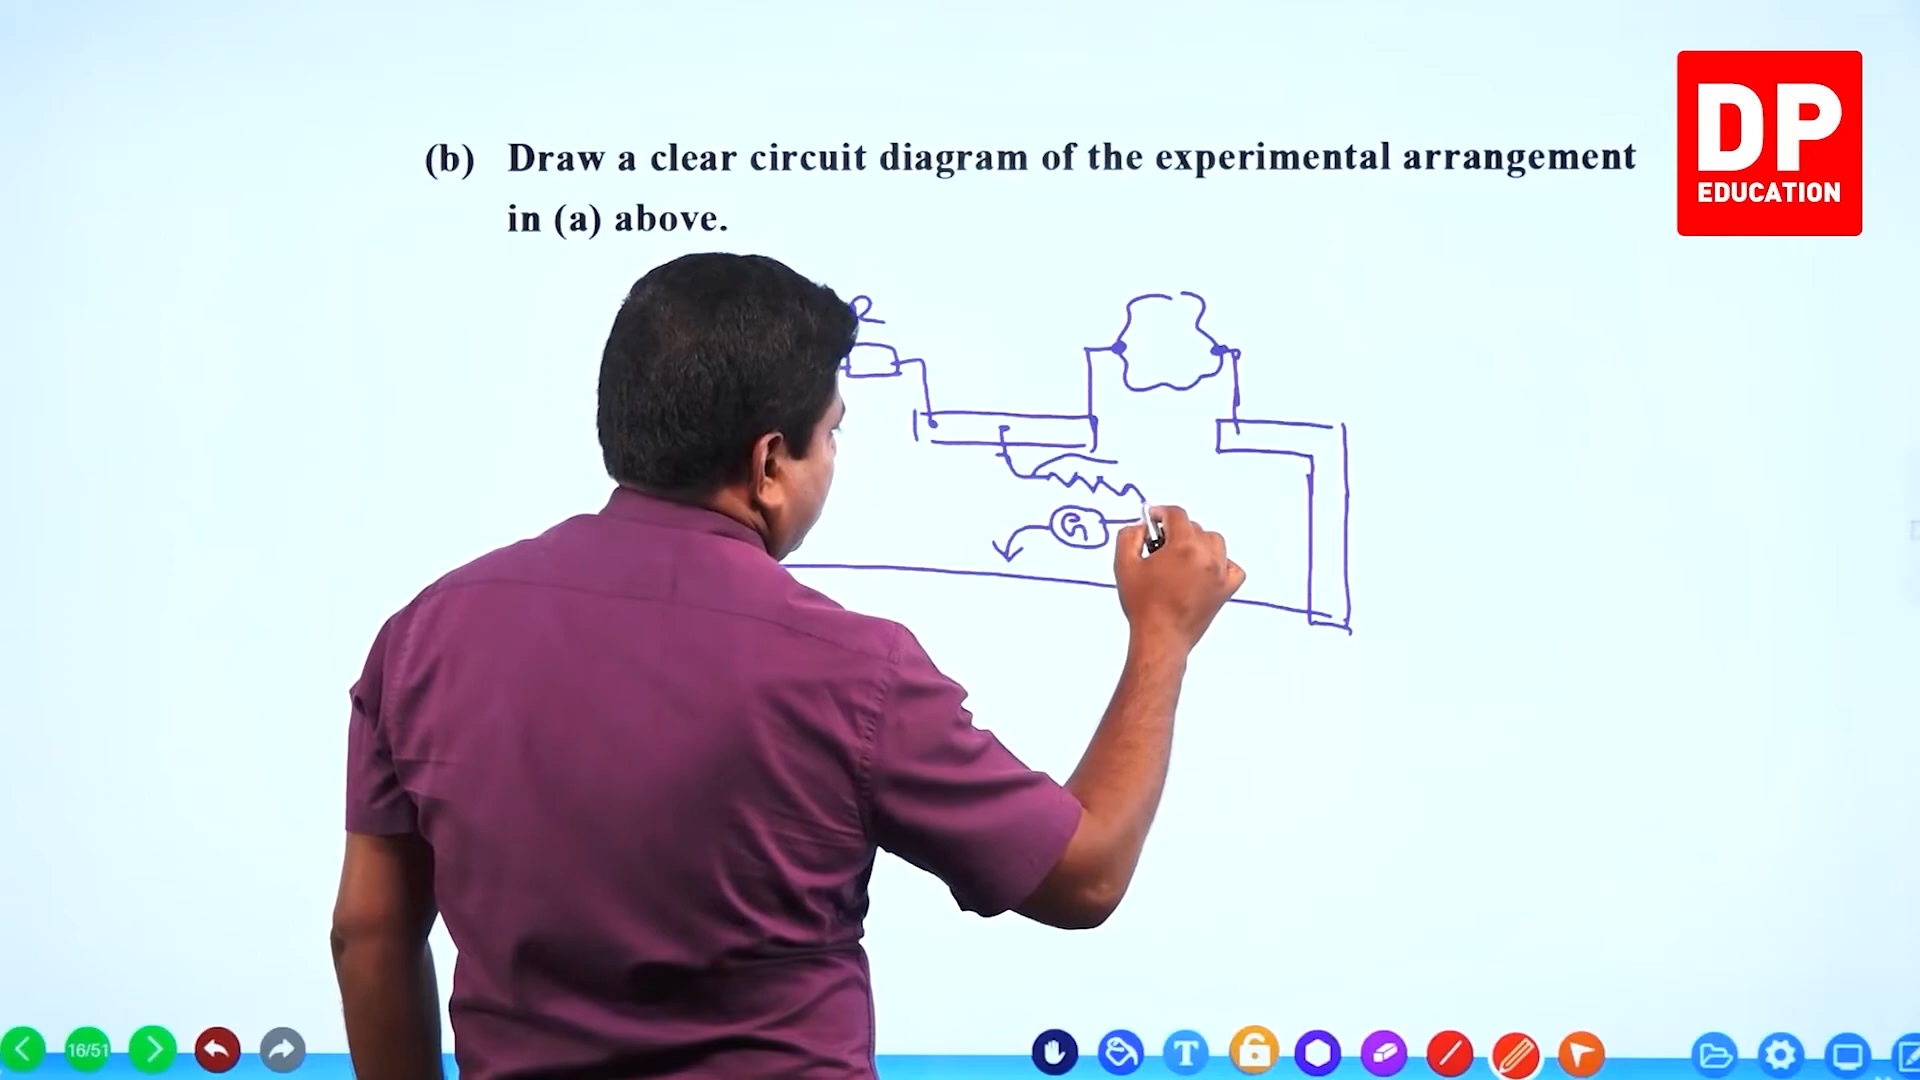 DP
EDUCATION
(b) Draw a clear circuit diagram of the experimental arrangement
in (a) above.
R
G
16/51
T